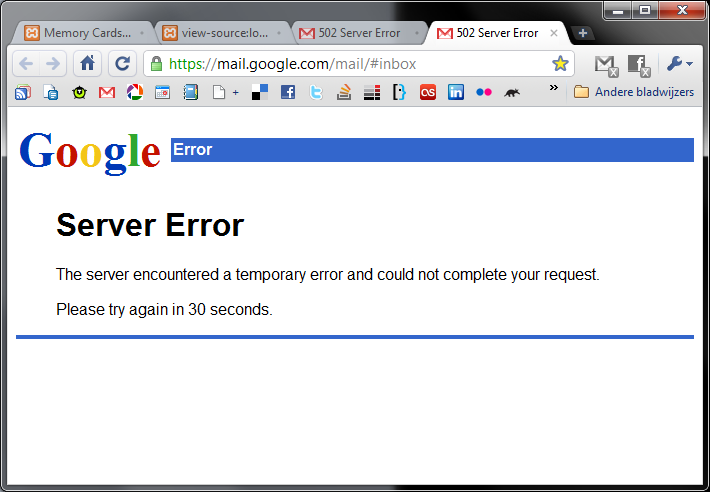 Memory Cards...
view-source:lo...
502 Server Error
502 Server Error
https://mail.google.com/mail/#inbox
Andere bladwijzers
Google
Error
Server Error
The server encountered a temporary error and could not complete your request.
Please try again in 30 seconds.